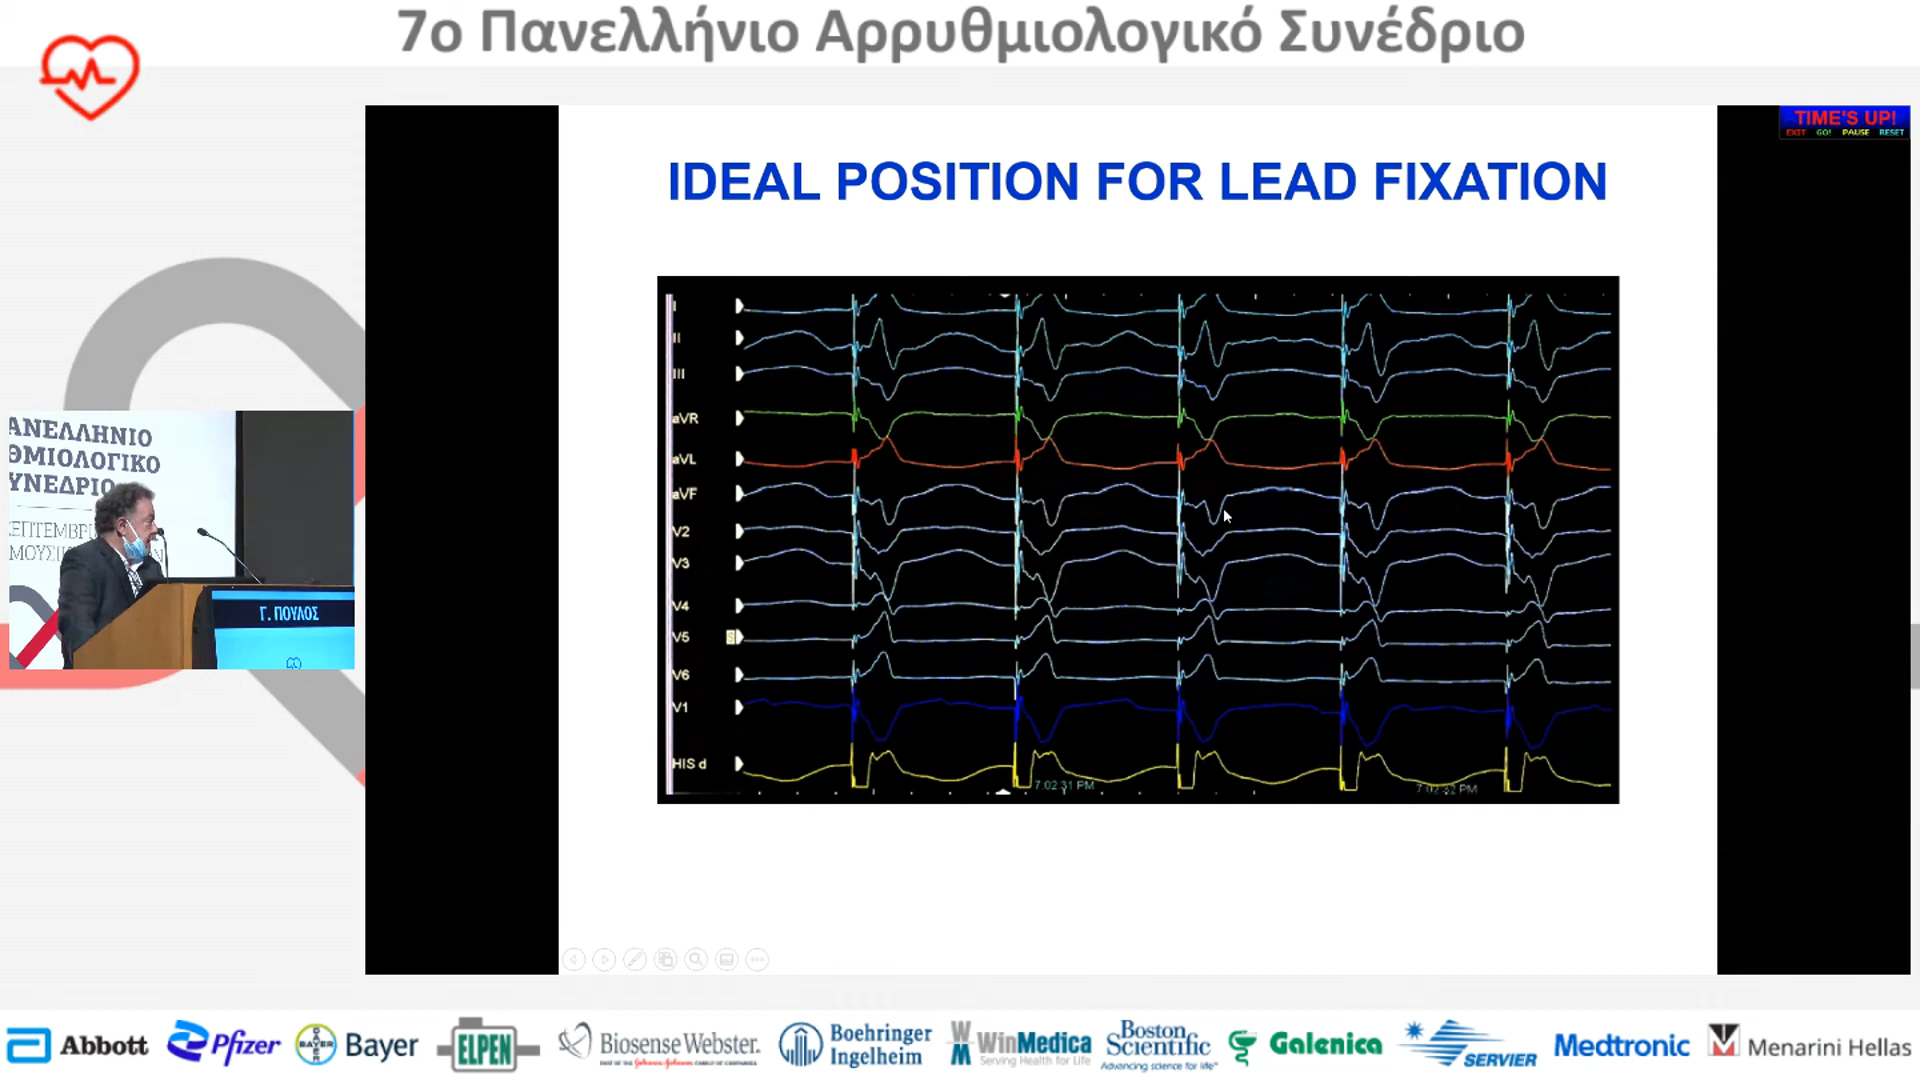 7ο Πανελλήνιο Αρρυθμιολογικό Συνέδριο
TIME'S UP!
EXIT GO! PAUSE RESET
IDEAL POSITION FOR LEAD FIXATION
I
II
III
aVR
aVL
aVF
V2
V3
V4
V5
S
V6
V1
HIS d
7:02:31 PM
7:02:32 PM
ΑΝΕΛΛΗΝΙΟ
ΘΜΙΟΛΟΓΙΚΟ
ΥΝΕΔΡΙΟ
ΣΕΠΤΕΜΒΡ
ΜΟΥΣΙ
Γ. ΠΟΥΛΟΣ
Abbott
Pfizer
BAYER
Bayer
ELPEN
Biosense Webster.
PART OF THE Johnson & Johnson FAMILY OF COMPANIES
Boehringer
Ingelheim
WinMedica
Serving Health for Life
Boston
Scientific
Advancing science for life™
Galenica
SERVIER
Medtronic
Menarini Hellas